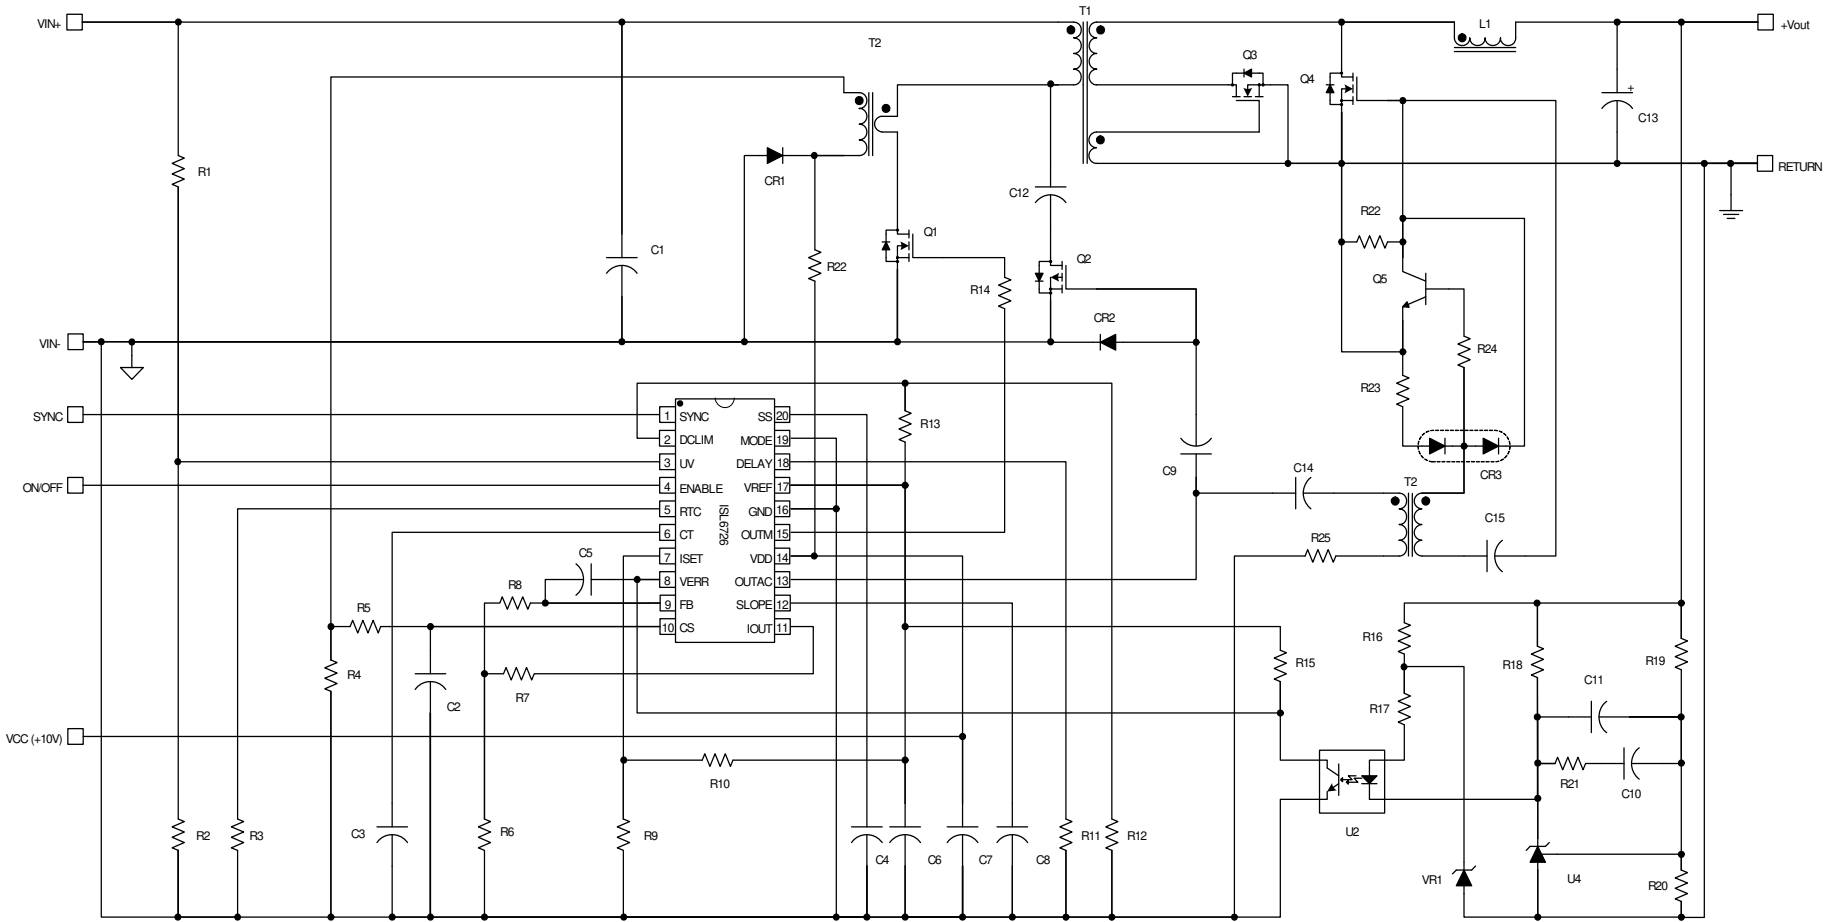 T1
VIN+
L1
+Vout
T2
Q3
Q4
C13
R1
CR1
RETURN
C12
R22
Q1
C1
R22
Q2
Q5
R14
CR2
VIN-
R24
R23
SYNC
1 SYNC SS 20
R13
2 DCLIM MODE 19
3 UV DELAY 18
C9
C14
CR3
ON/OFF
4 ENABLE VREF 17
T2
5 RTC GND 16
ISL6726
C15
6 CT OUTM 15
R25
C5
7 ISET VDD 14
R8
8 VERR OUTAC 13
9 FB SLOPE 12
R5
10 CS IOUT 11
R16
R15
R18
R19
R4
C11
R7
C2
R17
VCC (+10V)
R10
R21
C10
R2
R3
C3
R6
R9
C4
C6
C7
C8
R11
R12
U2
VR1
U4
R20
+